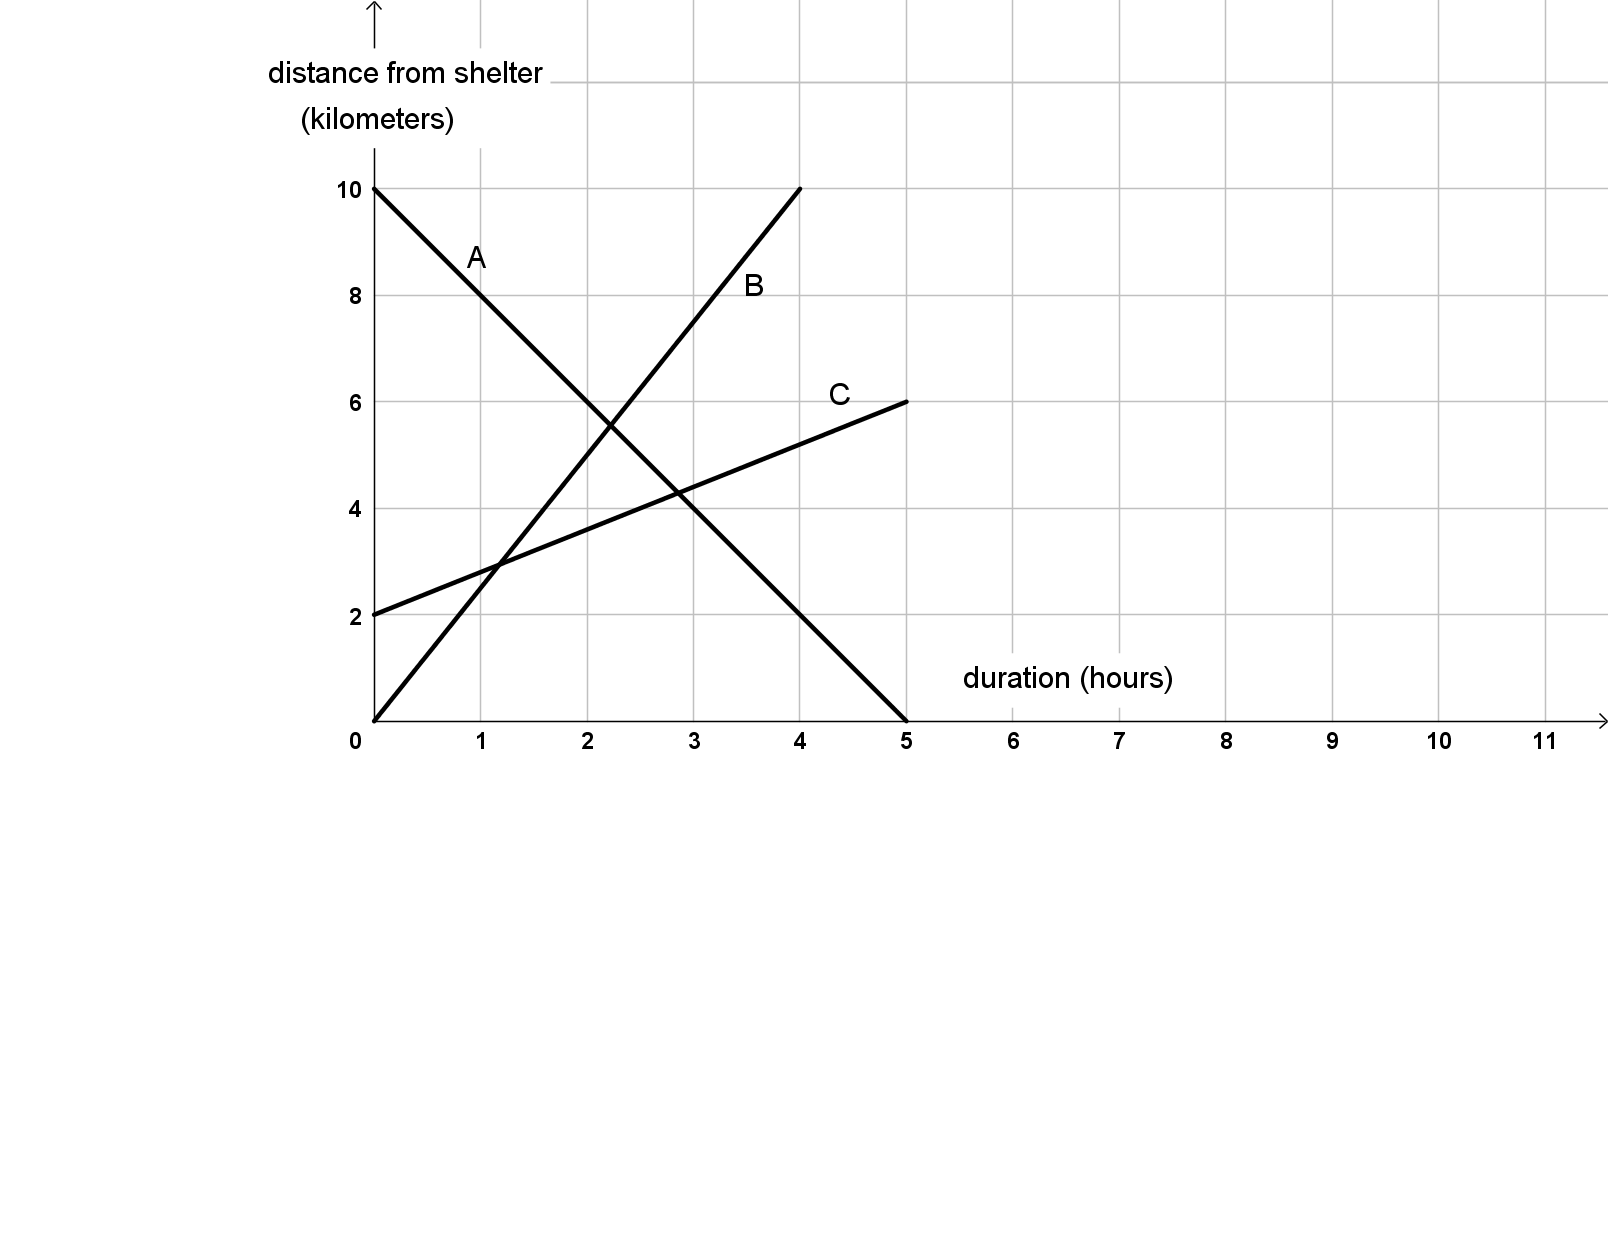 distance from shelter
(kilometers)
10
A
B
8
C
6
4
2
duration (hours)
0 1 2 3 4 5 6 7 8 9 10 11